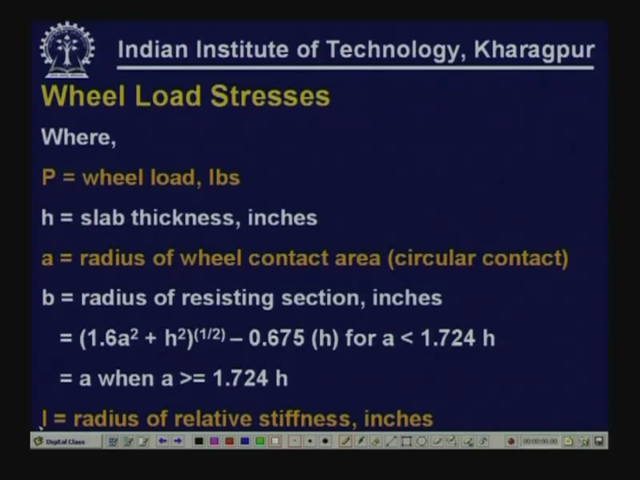 Indian Institute of Technology, Kharagpur
Wheel Load Stresses
Where,
P = wheel load, lbs
h = slab thickness, inches
a = radius of wheel contact area (circular contact)
b = radius of resisting section, inches
= (1.6a² + h²)⁽¹/²⁾ – 0.675 (h) for a < 1.724 h
= a when a >= 1.724 h
l = radius of relative stiffness, inches
Digital Class